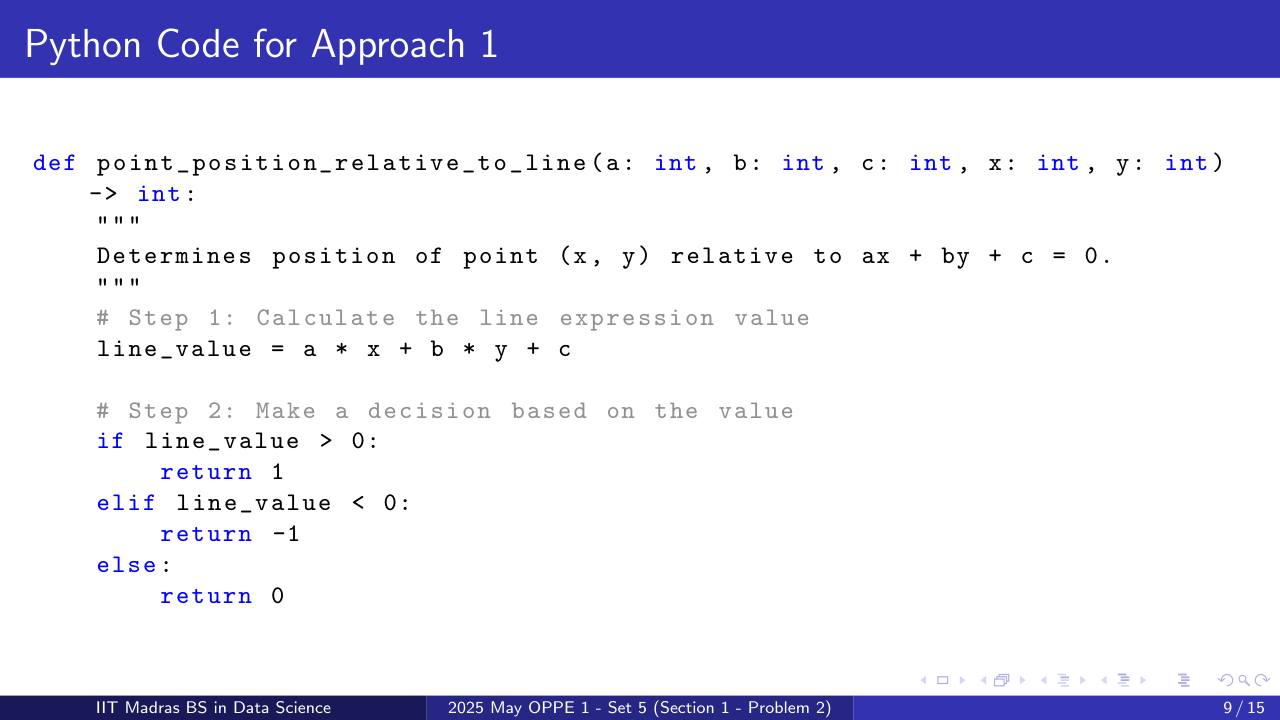 Python Code for Approach 1
def point_position_relative_to_line(a: int, b: int, c: int, x: int, y: int)
    -> int:
    """
    Determines position of point (x, y) relative to ax + by + c = 0.
    """
    # Step 1: Calculate the line expression value
    line_value = a * x + b * y + c

    # Step 2: Make a decision based on the value
    if line_value > 0:
        return 1
    elif line_value < 0:
        return -1
    else:
        return 0
IIT Madras BS in Data Science
2025 May OPPE 1 - Set 5 (Section 1 - Problem 2)
9 / 15